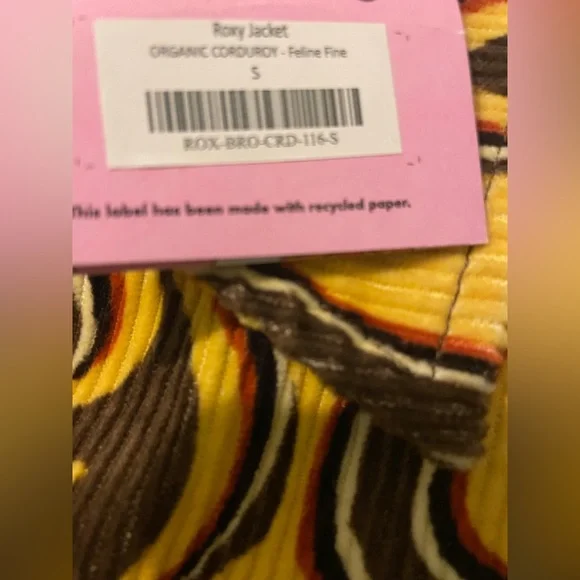 Roxy Jacket
ORGANIC CORDUROY - Feline Fine
S
ROX-BRO-CRD-116-S
This label has been made with recycled paper.